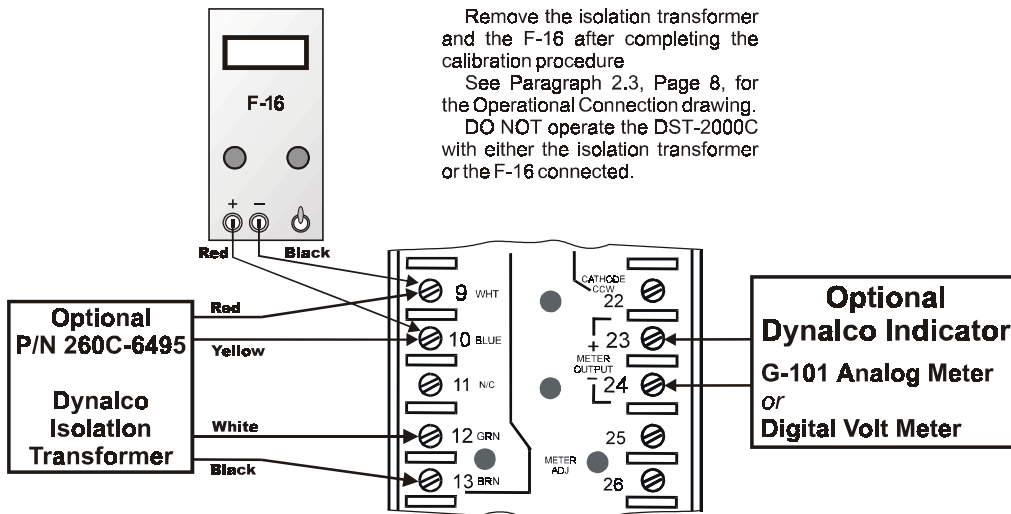 Remove the isolation transformer
and the F-16 after completing the
calibration procedure
See Paragraph 2.3, Page 8, for
the Operational Connection drawing.
DO NOT operate the DST-2000C
with either the isolation transformer
or the F-16 connected.
F-16
+ −
Red Black
Optional
P/N 260C-6495
Dynalco
Isolation
Transformer
Red
Yellow
White
Black
9 WHT
10 BLUE
11 N/C
12 GRN
13 BRN
CATHODE
CCW
22
+ 23
METER
OUTPUT
− 24
25
METER
ADJ
26
Optional
Dynalco Indicator
G-101 Analog Meter
or
Digital Volt Meter